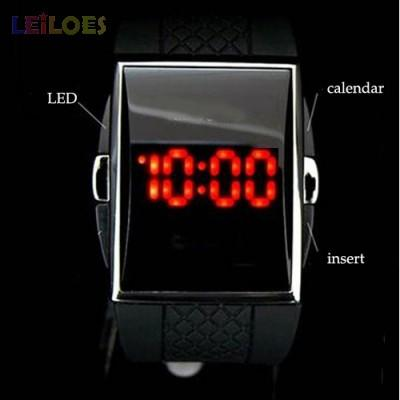 LEiLOES
LED
calendar
10:00
insert